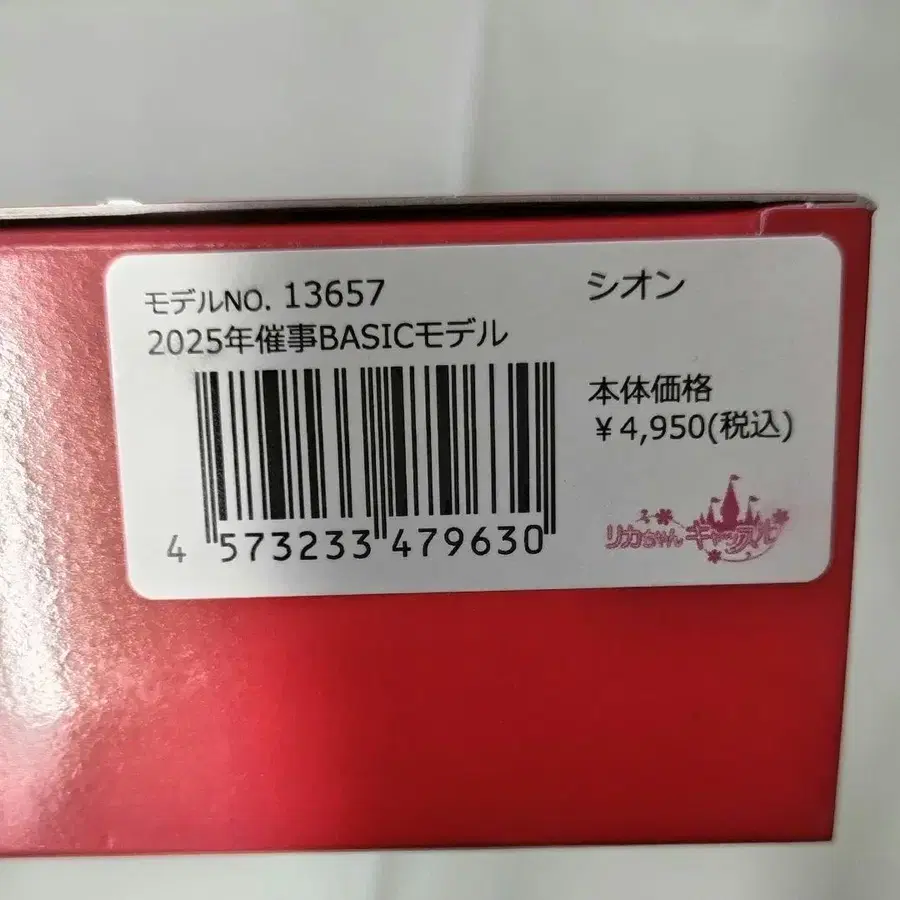 モデルNO. 13657
2025年催事BASICモデル
シオン
本体価格
￥4,950(税込)
4 573233 479630
リカちゃん キャッスル